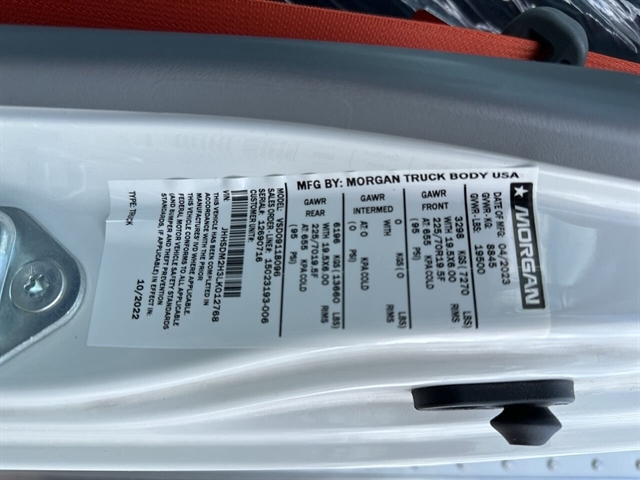 MORGAN
MFG BY: MORGAN TRUCK BODY USA
DATE OF MFG: 04/2023
GVWR-KG: 8845
GVWR-LBS: 19500
GAWR
FRONT
3298 KGS( 7270 LBS)
WITH 19.5X6.00 RIMS
225/70R19.5F
AT: 655 KPA COLD
( 95 PSI)
GAWR
INTERMED
0 KGS( 0 LBS)
WITH 0 RIMS
0
AT: 0 KPA COLD
( 0 PSI)
GAWR
REAR
6196 KGS( 13660 LBS)
WITH 19.5X6.00 RIMS
225/70R19.5F
AT: 655 KPA COLD
( 95 PSI)
MODEL:
SERIAL#: 12690716
SALES ORDER LINE#: 15023193-006
CUSTOMER UNIT#:
VIN: JHHSDM2H3LK012768
THIS VEHICLE HAS BEEN COMPLETED IN
ACCORDANCE WITH THE PRIOR
MANUFACTURERS' IVD WHERE APPLICABLE.
THIS VEHICLE CONFORMS TO ALL APPLICABLE
FEDERAL MOTOR VEHICLE SAFETY STANDARDS
[AND BUMPER AND THEFT PREVENTION
STANDARDS, IF APPLICABLE] IN EFFECT IN:
10/2022
TYPE: TRUCK